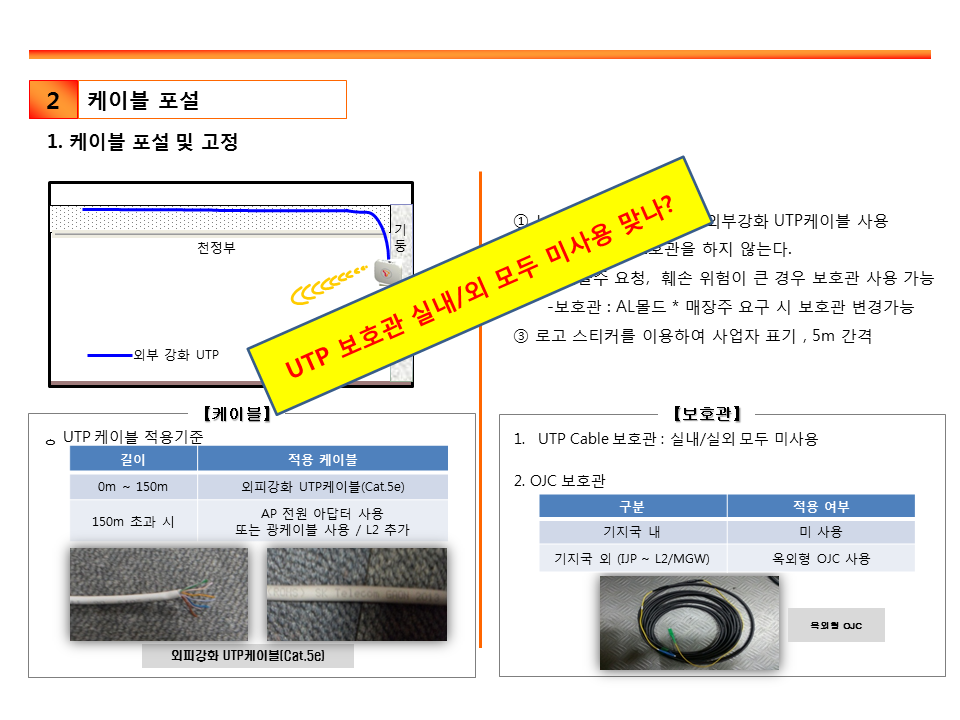 2 케이블 포설
1. 케이블 포설 및 고정
기
둥
천정부
외부 강화 UTP
①
외부강화 UTP케이블 사용
보호관을 하지 않는다.
요청, 훼손 위험이 큰 경우 보호관 사용 가능
-보호관 : AL몰드 * 매장주 요구 시 보호관 변경가능
③ 로고 스티커를 이용하여 사업자 표기 , 5m 간격
UTP 보호관 실내/외 모두 미사용 맞나?
【케이블】
UTP 케이블 적용기준
길이 적용 케이블
0m ~ 150m 외피강화 UTP케이블(Cat.5e)
150m 초과 시 AP 전원 아답터 사용
또는 광케이블 사용 / L2 추가
SK Telecom
외피강화 UTP케이블(Cat.5e)
【보호관】
1. UTP Cable 보호관 : 실내/실외 모두 미사용
2. OJC 보호관
구분 적용 여부
기지국 내 미 사용
기지국 외 (IJP ~ L2/MGW) 옥외형 OJC 사용
옥외형 OJC